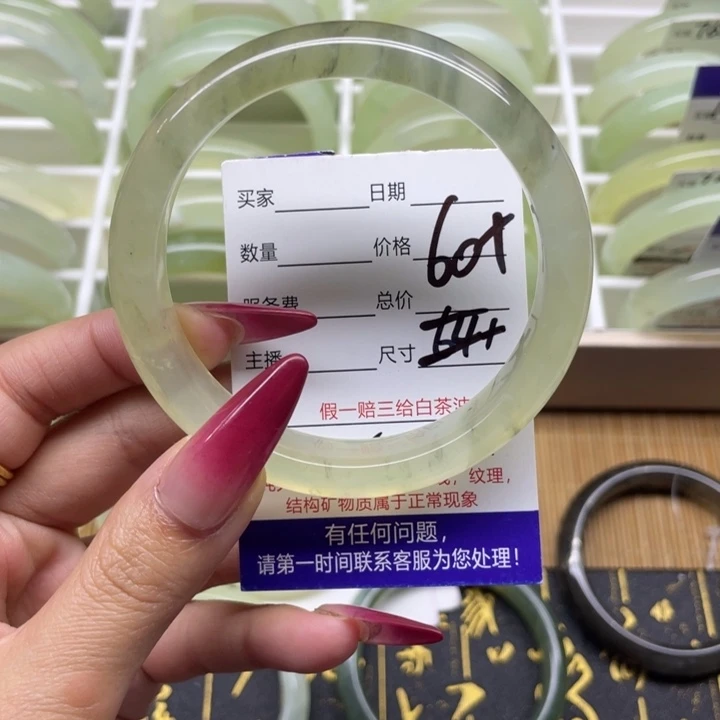 买家 日期
数量 价格 60+
服务费 总价
主播 尺寸
假一赔三给白茶
纹理，
结构矿物质属于正常现象
有任何问题，
请第一时间联系客服为您处理！